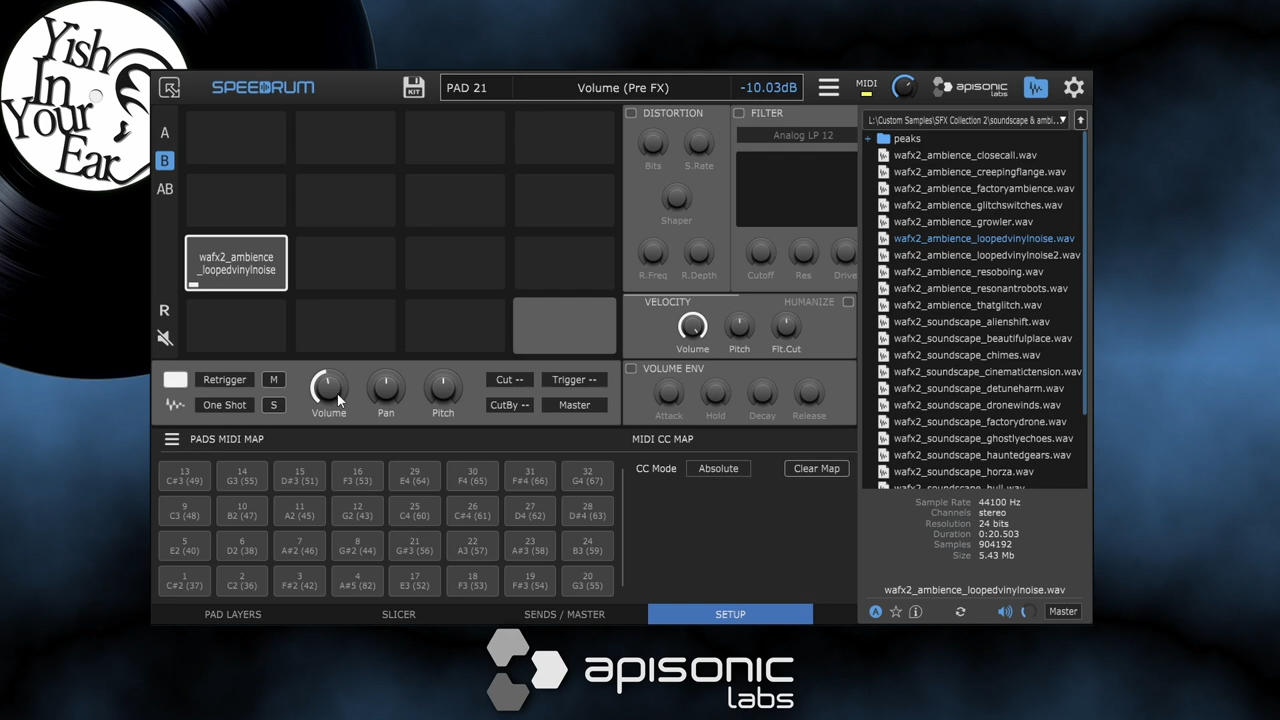 Yish
In
Your
Ear
SPEEDRUM
KIT
PAD 21
Volume (Pre FX)
-10.03dB
MIDI
apisonic
labs
A
B
AB
R
wafx2_ambience
_loopedvinylnoise
DISTORTION
Bits
S.Rate
Shaper
R.Freq
R.Depth
FILTER
Analog LP 12
Cutoff
Res
Drive
VELOCITY
HUMANIZE
Volume
Pitch
Flt.Cut
Retrigger
M
One Shot
S
Volume
Pan
Pitch
Cut --
Trigger --
CutBy --
Master
VOLUME ENV
Attack
Hold
Decay
Release
L:\Custom Samples\SFX Collection 2\soundscape & ambi...
+ peaks
wafx2_ambience_closecall.wav
wafx2_ambience_creepingflange.wav
wafx2_ambience_factoryambience.wav
wafx2_ambience_glitchswitches.wav
wafx2_ambience_growler.wav
wafx2_ambience_loopedvinylnoise.wav
wafx2_ambience_loopedvinylnoise2.wav
wafx2_ambience_resoboing.wav
wafx2_ambience_resonantrobots.wav
wafx2_ambience_thatglitch.wav
wafx2_soundscape_alienshift.wav
wafx2_soundscape_beautifulplace.wav
wafx2_soundscape_chimes.wav
wafx2_soundscape_cinematictension.wav
wafx2_soundscape_detuneharm.wav
wafx2_soundscape_dronewinds.wav
wafx2_soundscape_factorydrone.wav
wafx2_soundscape_ghostlyechoes.wav
wafx2_soundscape_hauntedgears.wav
wafx2_soundscape_horza.wav
wafx2_soundscape_hull.wav
Sample Rate 44100 Hz
Channels stereo
Resolution 24 bits
Duration 0:20.503
Samples 904192
Size 5.43 Mb
wafx2_ambience_loopedvinylnoise.wav
A
Master
PADS MIDI MAP
13 14 15 16 29 30 31 32
C#3 (49) G3 (55) D#3 (51) F3 (53) E4 (64) F4 (65) F#4 (66) G4 (67)
9 10 11 12 25 26 27 28
C3 (48) B2 (47) A2 (45) G2 (43) C4 (60) C#4 (61) D4 (62) D#4 (63)
5 6 7 8 21 22 23 24
E2 (40) D2 (38) A#2 (46) G#2 (44) G#3 (56) A3 (57) A#3 (58) B3 (59)
1 2 3 4 17 18 19 20
C#2 (37) C2 (36) F#2 (42) A#5 (82) E3 (52) F3 (53) F#3 (54) G3 (55)
MIDI CC MAP
CC Mode
Absolute
Clear Map
PAD LAYERS
SLICER
SENDS / MASTER
SETUP
apisonic
labs